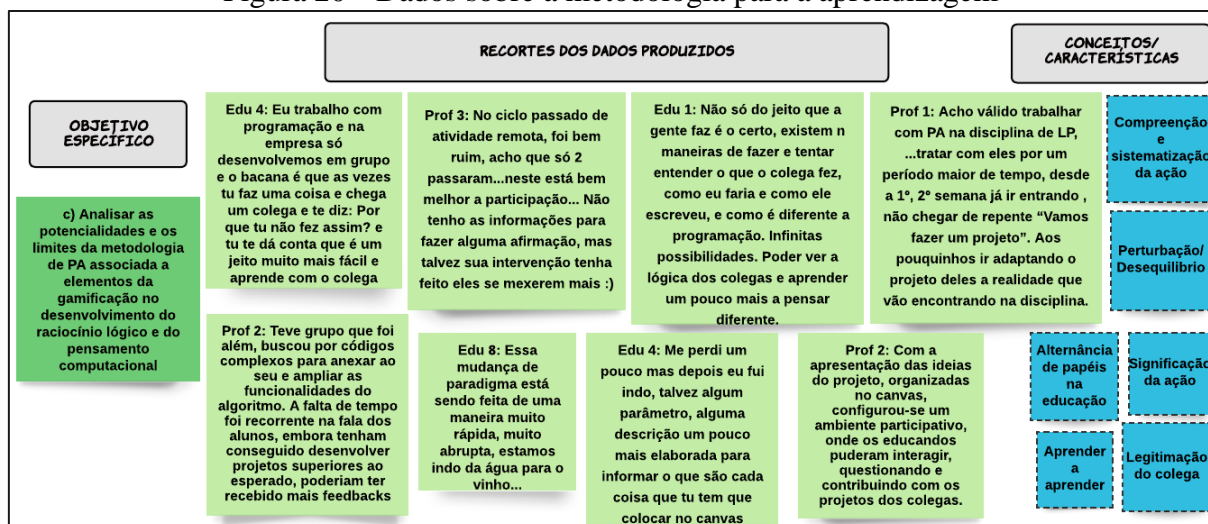 Figura 20 – Dados sobre a metodologia para a aprendizagem
RECORTES DOS DADOS PRODUZIDOS
CONCEITOS/
CARACTERÍSTICAS
OBJETIVO
ESPECÍFICO
c) Analisar as
potencialidades e os
limites da metodologia
de PA associada a
elementos da
gamificação no
desenvolvimento do
raciocínio lógico e do
pensamento
computacional
Edu 4: Eu trabalho com
programação e na
empresa só
desenvolvemos em grupo
e o bacana é que as vezes
tu faz uma coisa e chega
um colega e te diz: Por
que tu não fez assim? e
tu te dá conta que é um
jeito muito mais fácil e
aprende com o colega
Prof 3: No ciclo passado de
atividade remota, foi bem
ruim, acho que só 2
passaram...neste está bem
melhor a participação... Não
tenho as informações para
fazer alguma afirmação, mas
talvez sua intervenção tenha
feito eles se mexerem mais :)
Edu 1: Não só do jeito que a
gente faz é o certo, existem n
maneiras de fazer e tentar
entender o que o colega fez,
como eu faria e como ele
escreveu, e como é diferente a
programação. Infinitas
possibilidades. Poder ver a
lógica dos colegas e aprender
um pouco mais a pensar
diferente.
Prof 1: Acho válido trabalhar
com PA na disciplina de LP,
...tratar com eles por um
período maior de tempo, desde
a 1º, 2º semana já ir entrando ,
não chegar de repente “Vamos
fazer um projeto”. Aos
pouquinhos ir adaptando o
projeto deles a realidade que
vão encontrando na disciplina.
Compreenção
e
sistematização
da ação
Perturbação/
Desequilibrio
Prof 2: Teve grupo que foi
além, buscou por códigos
complexos para anexar ao
seu e ampliar as
funcionalidades do
algoritmo. A falta de tempo
foi recorrente na fala dos
alunos, embora tenham
conseguido desenvolver
projetos superiores ao
esperado, poderiam ter
recebido mais feedbacks
Edu 8: Essa
mudança de
paradigma está
sendo feita de uma
maneira muito
rápida, muito
abrupta, estamos
indo da água para o
vinho...
Edu 4: Me perdi um
pouco mas depois eu fui
indo, talvez algum
parâmetro, alguma
descrição um pouco
mais elaborada para
informar o que são cada
coisa que tu tem que
colocar no canvas
Prof 2: Com a
apresentação das ideias
do projeto, organizadas
no canvas,
configurou-se um
ambiente participativo,
onde os educandos
puderam interagir,
questionando e
contribuindo com os
projetos dos colegas.
Alternância
de papéis na
educação
Significação
da ação
Aprender
a
aprender
Legitimação
do colega